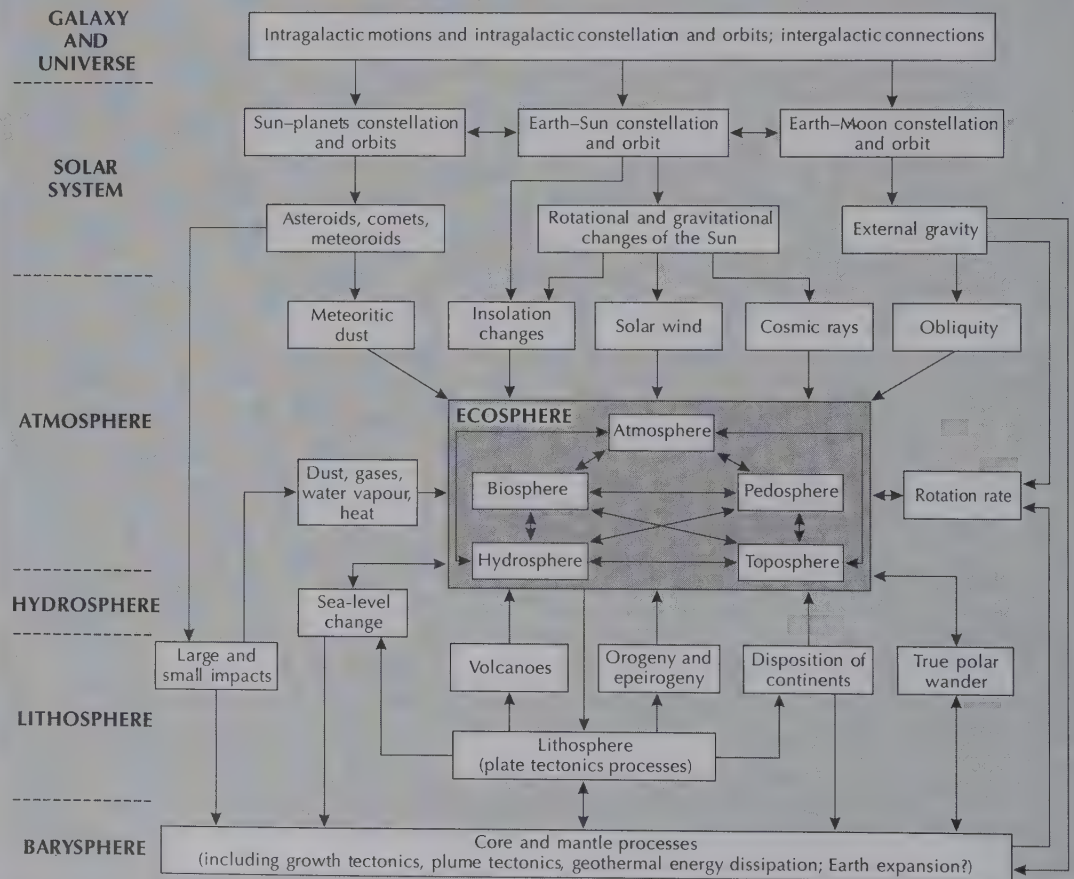 GALAXY
AND
UNIVERSE
Intragalactic motions and intragalactic constellation and orbits; intergalactic connections
Sun–planets constellation
and orbits
Earth–Sun constellation
and orbit
Earth–Moon constellation
and orbit
SOLAR
SYSTEM
Asteroids, comets,
meteoroids
Rotational and gravitational
changes of the Sun
External gravity
Meteoritic
dust
Insolation
changes
Solar wind
Cosmic rays
Obliquity
ATMOSPHERE
ECOSPHERE
Atmosphere
Dust, gases,
water vapour,
heat
Biosphere
Pedosphere
Rotation rate
Hydrosphere
Toposphere
HYDROSPHERE
Sea-level
change
Large and
small impacts
Volcanoes
Orogeny and
epeirogeny
Disposition of
continents
True polar
wander
LITHOSPHERE
Lithosphere
(plate tectonics processes)
BARYSPHERE
Core and mantle processes
(including growth tectonics, plume tectonics, geothermal energy dissipation; Earth expansion?)